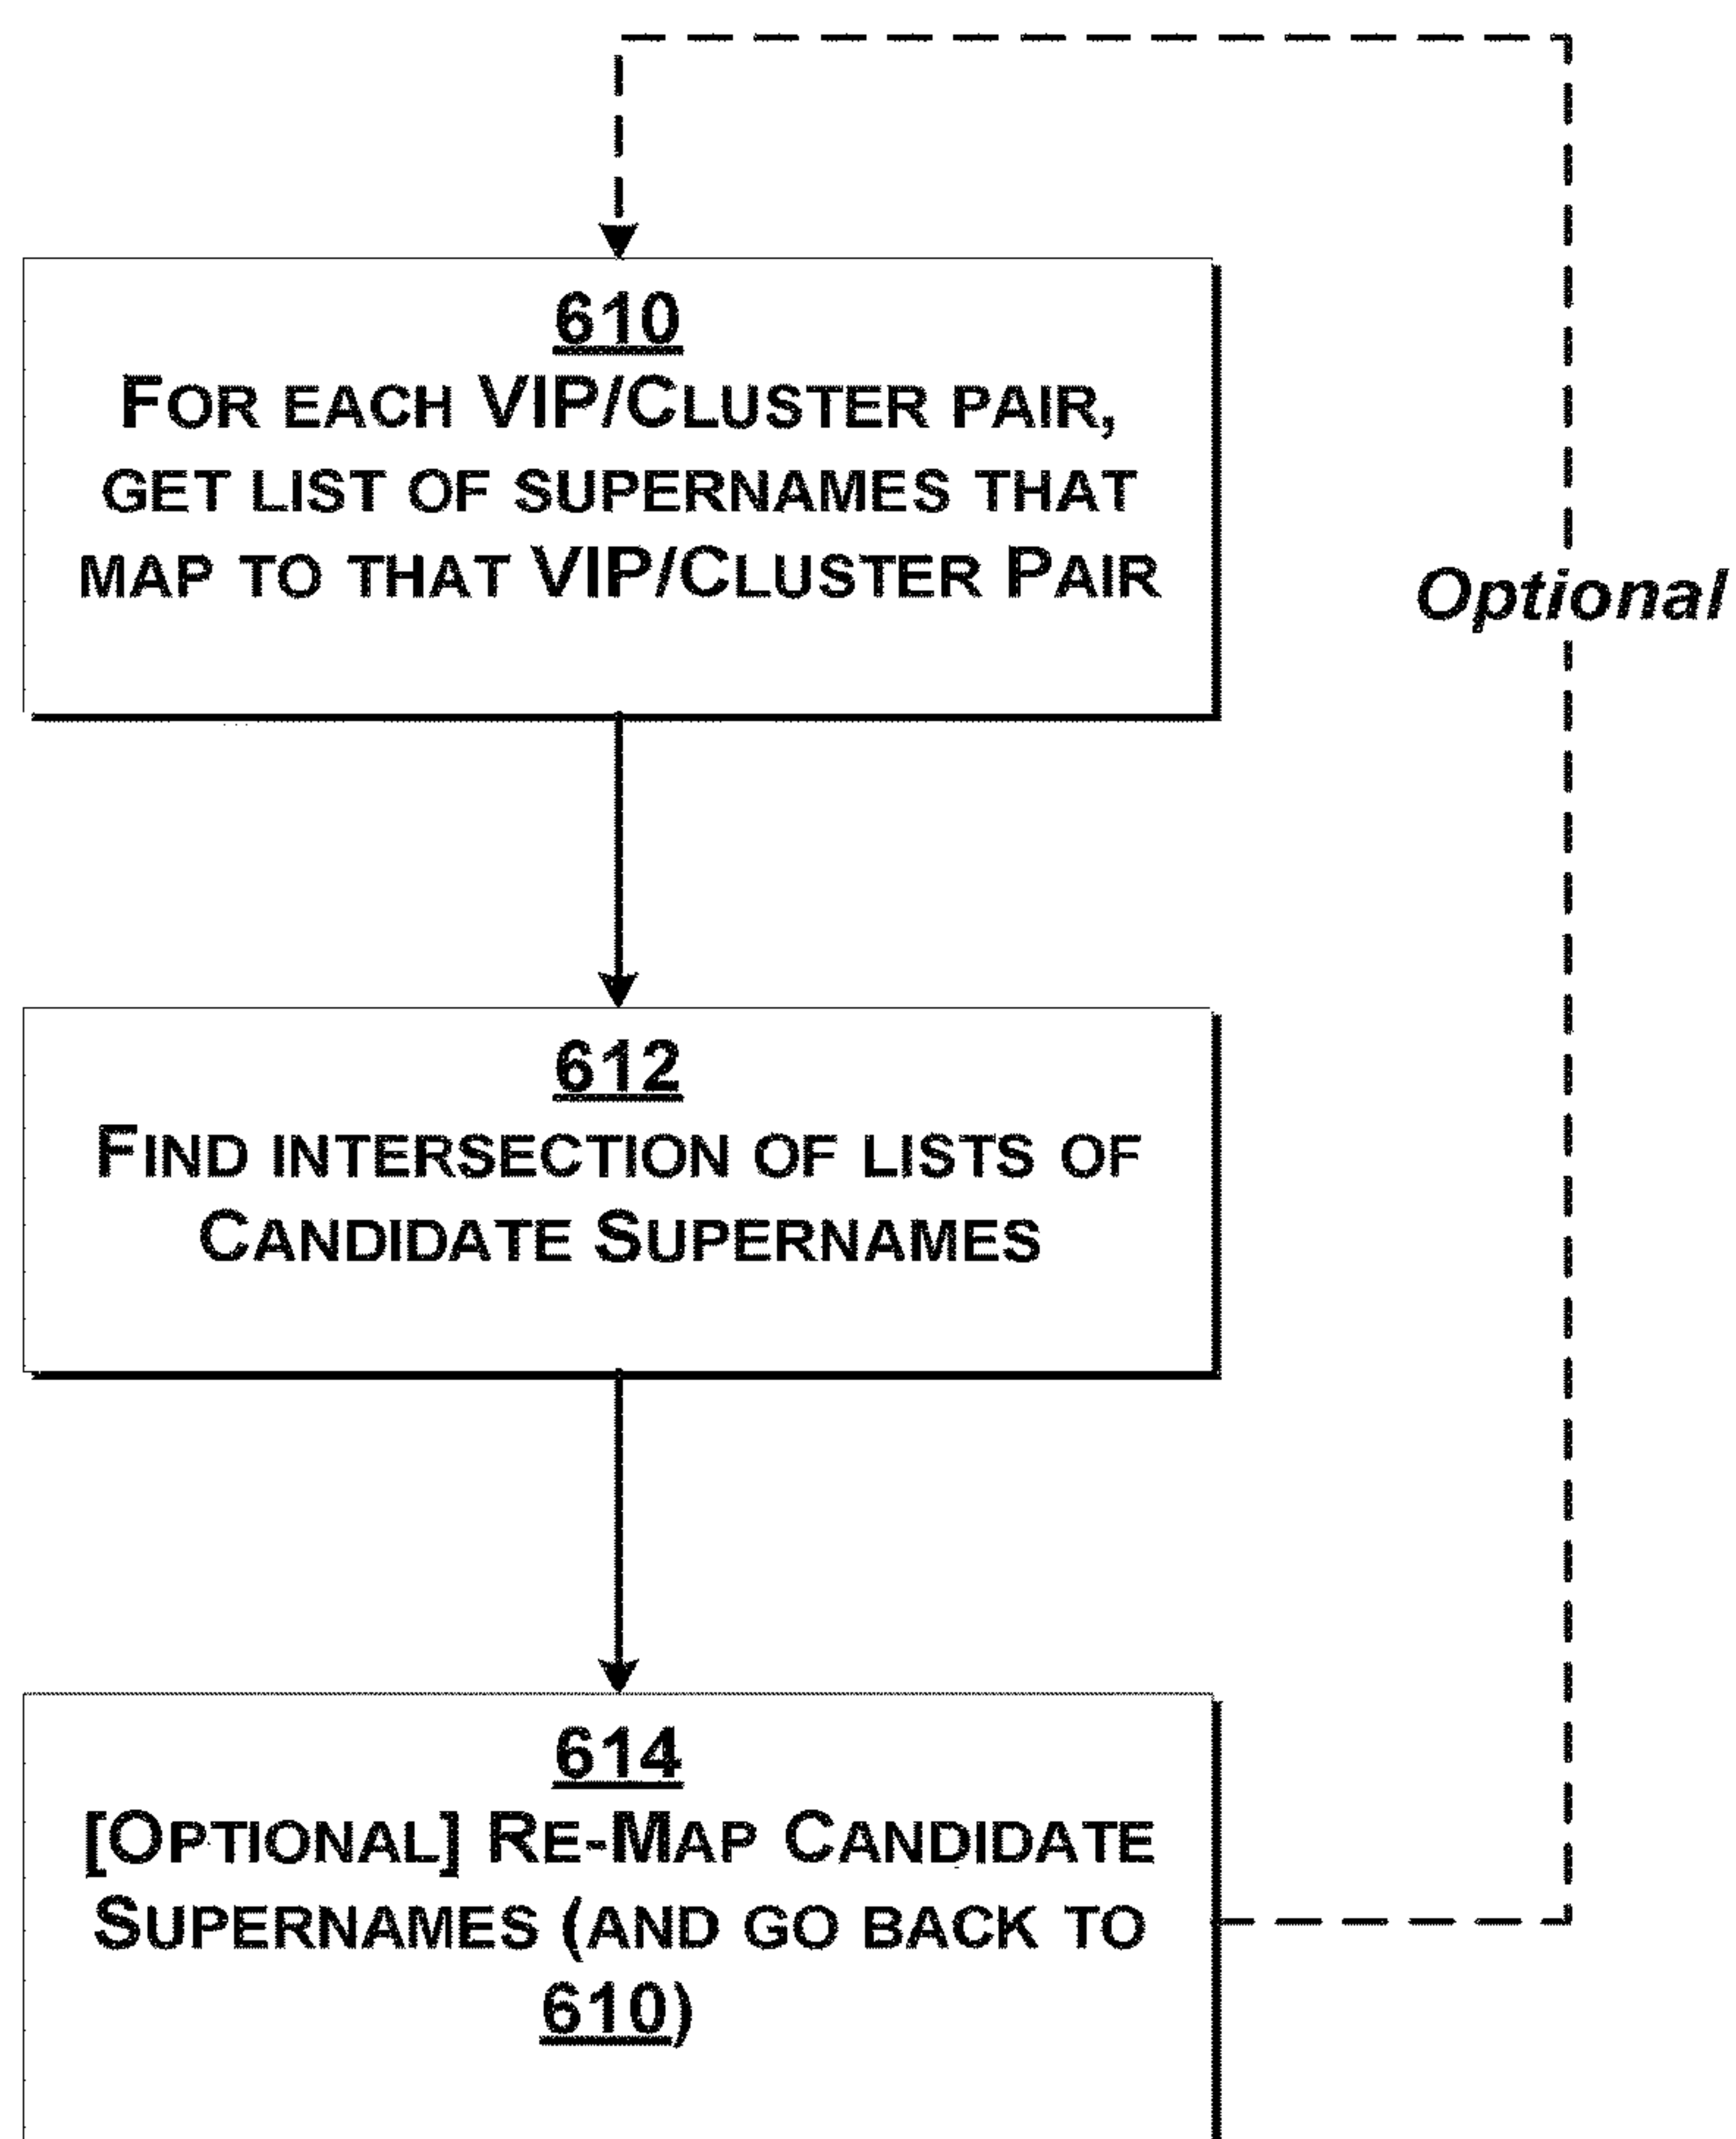 610
FOR EACH VIP/CLUSTER PAIR,
GET LIST OF SUPERNAMES THAT
MAP TO THAT VIP/CLUSTER PAIR
Optional
612
FIND INTERSECTION OF LISTS OF
CANDIDATE SUPERNAMES
614
[OPTIONAL] RE-MAP CANDIDATE
SUPERNAMES (AND GO BACK TO
610)